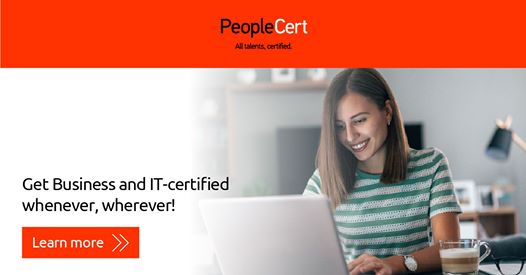 PeopleCert
All talents, certified.
Get Business and IT-certified
whenever, wherever!
Learn more